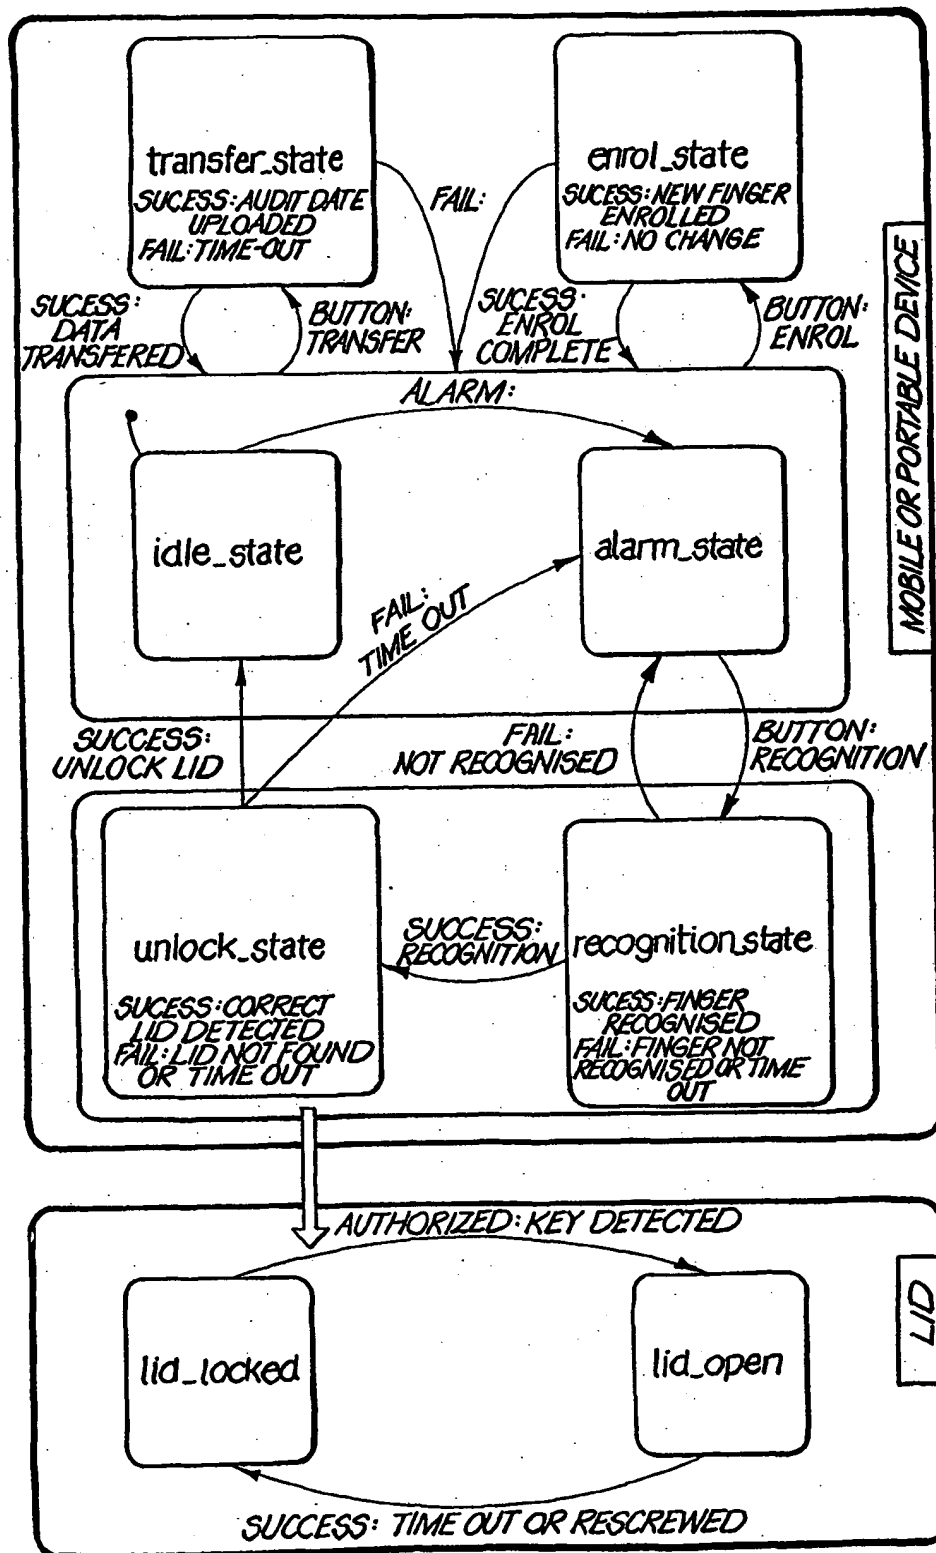 transfer_state
SUCESS: AUDIT DATE
UPLOADED
FAIL: TIME-OUT
enrol_state
SUCESS: NEW FINGER
ENROLLED
FAIL: NO CHANGE
FAIL:
SUCESS:
DATA
TRANSFERED
BUTTON:
TRANSFER
SUCESS:
ENROL
COMPLETE
BUTTON:
ENROL
MOBILE OR PORTABLE DEVICE
ALARM:
idle_state
alarm_state
FAIL:
TIME OUT
SUCCESS:
UNLOCK LID
FAIL:
NOT RECOGNISED
BUTTON:
RECOGNITION
unlock_state
SUCESS: CORRECT
LID DETECTED
FAIL: LID NOT FOUND
OR TIME OUT
SUCCESS:
RECOGNITION
recognition_state
SUCESS: FINGER
RECOGNISED
FAIL: FINGER NOT
RECOGNISED OR TIME
OUT
AUTHORIZED: KEY DETECTED
LID
lid_locked
lid_open
SUCCESS: TIME OUT OR RESCREWED